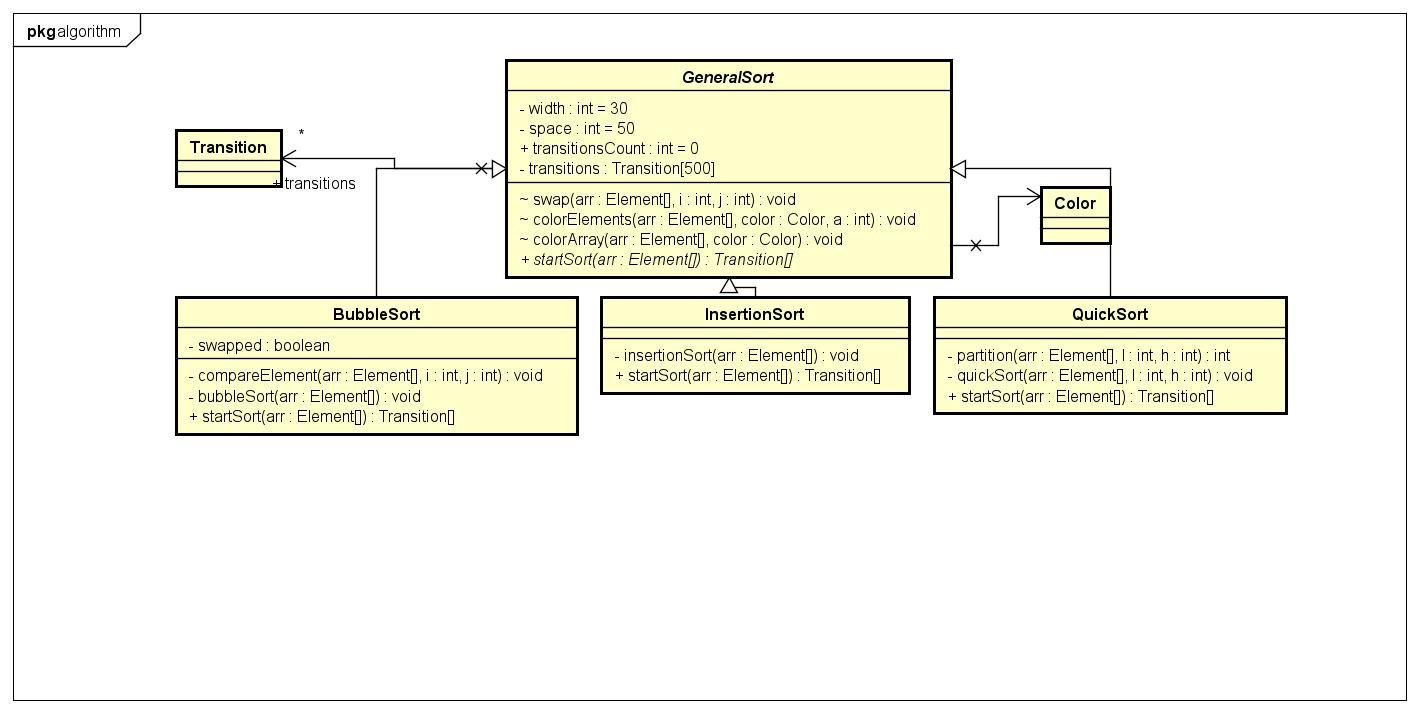 pkg algorithm
GeneralSort
- width : int = 30
- space : int = 50
+ transitionsCount : int = 0
- transitions : Transition[500]
~ swap(arr : Element[], i : int, j : int) : void
~ colorElements(arr : Element[], color : Color, a : int) : void
~ colorArray(arr : Element[], color : Color) : void
+ startSort(arr : Element[]) : Transition[]
*
Transition
+ transitions
Color
BubbleSort
- swapped : boolean
- compareElement(arr : Element[], i : int, j : int) : void
- bubbleSort(arr : Element[]) : void
+ startSort(arr : Element[]) : Transition[]
InsertionSort
- insertionSort(arr : Element[]) : void
+ startSort(arr : Element[]) : Transition[]
QuickSort
- partition(arr : Element[], l : int, h : int) : int
- quickSort(arr : Element[], l : int, h : int) : void
+ startSort(arr : Element[]) : Transition[]